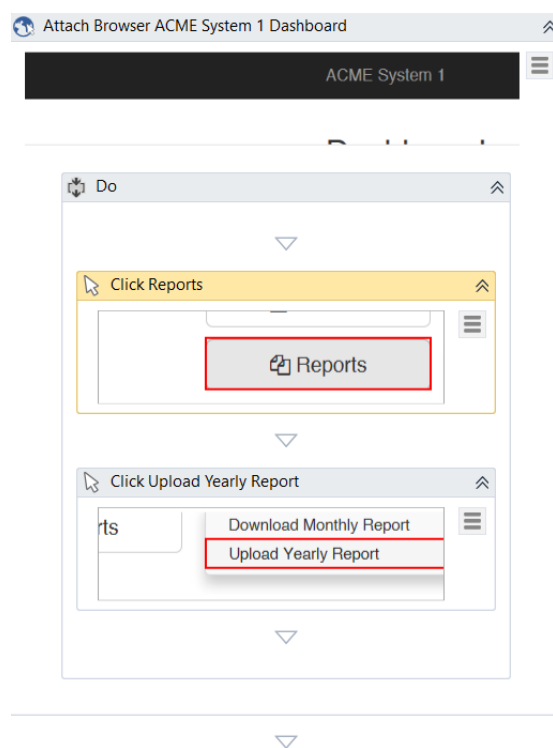 Attach Browser ACME System 1 Dashboard
ACME System 1
Do
Click Reports
Reports
Click Upload Yearly Report
rts
Download Monthly Report
Upload Yearly Report